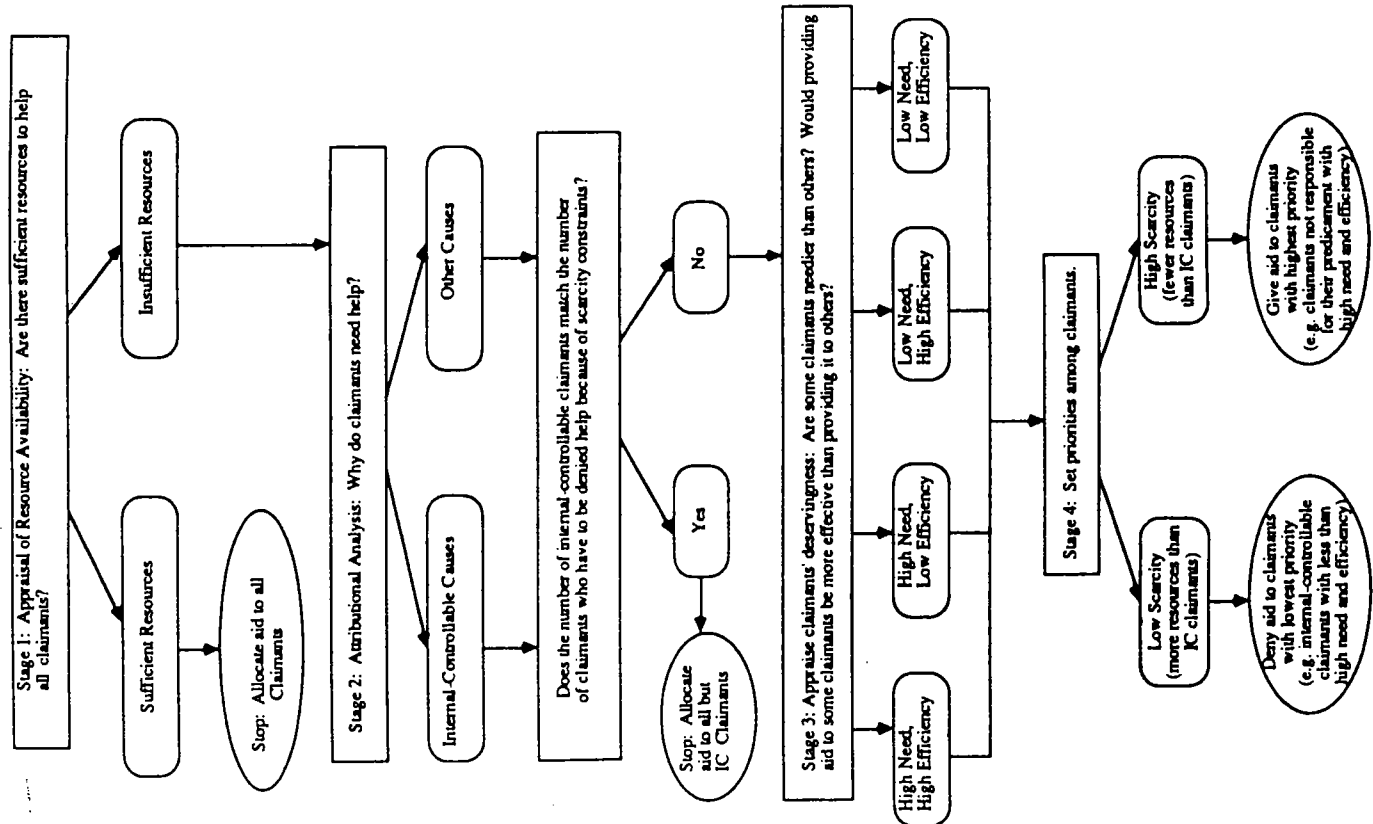 Stage 1: Appraisal of Resource Availability: Are there sufficient resources to help
all claimants?
Sufficient Resources
Insufficient Resources
Stop: Allocate aid to all
Claimants
Stage 2: Attributional Analysis: Why do claimants need help?
Internal-Controllable Causes
Other Causes
Does the number of internal-controllable claimants match the number
of claimants who have to be denied help because of scarcity constraints?
Yes
No
Stop: Allocate
aid to all but
IC Claimants
Stage 3: Appraise claimants' deservingness: Are some claimants needier than others? Would providing
aid to some claimants be more effective than providing it to others?
High Need,
High Efficiency
High Need,
Low Efficiency
Low Need,
High Efficiency
Low Need,
Low Efficiency
Stage 4: Set priorities among claimants.
Low Scarcity
(more resources than
IC claimants)
High Scarcity
(fewer resources
than IC claimants)
Deny aid to claimants
with lowest priority
(e.g. internal-controllable
claimants with less than
high need and efficiency)
Give aid to claimants
with highest priority
(e.g. claimants not responsible
for their predicament with
high need and efficiency)